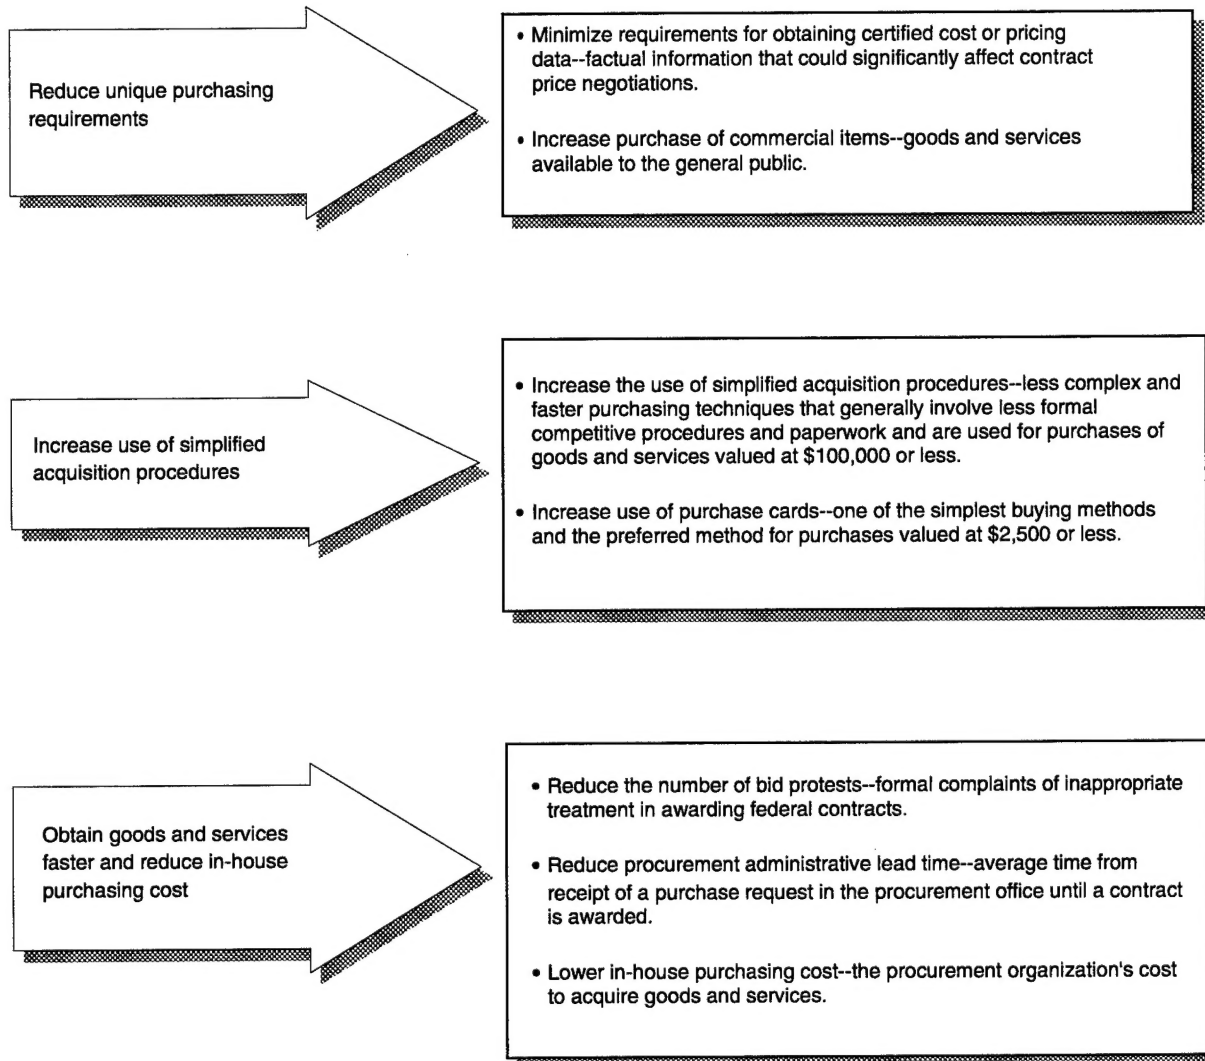 Reduce unique purchasing
requirements
• Minimize requirements for obtaining certified cost or pricing
data--factual information that could significantly affect contract
price negotiations.
• Increase purchase of commercial items--goods and services
available to the general public.
Increase use of simplified
acquisition procedures
• Increase the use of simplified acquisition procedures--less complex and
faster purchasing techniques that generally involve less formal
competitive procedures and paperwork and are used for purchases of
goods and services valued at $100,000 or less.
• Increase use of purchase cards--one of the simplest buying methods
and the preferred method for purchases valued at $2,500 or less.
Obtain goods and services
faster and reduce in-house
purchasing cost
• Reduce the number of bid protests--formal complaints of inappropriate
treatment in awarding federal contracts.
• Reduce procurement administrative lead time--average time from
receipt of a purchase request in the procurement office until a contract
is awarded.
• Lower in-house purchasing cost--the procurement organization's cost
to acquire goods and services.